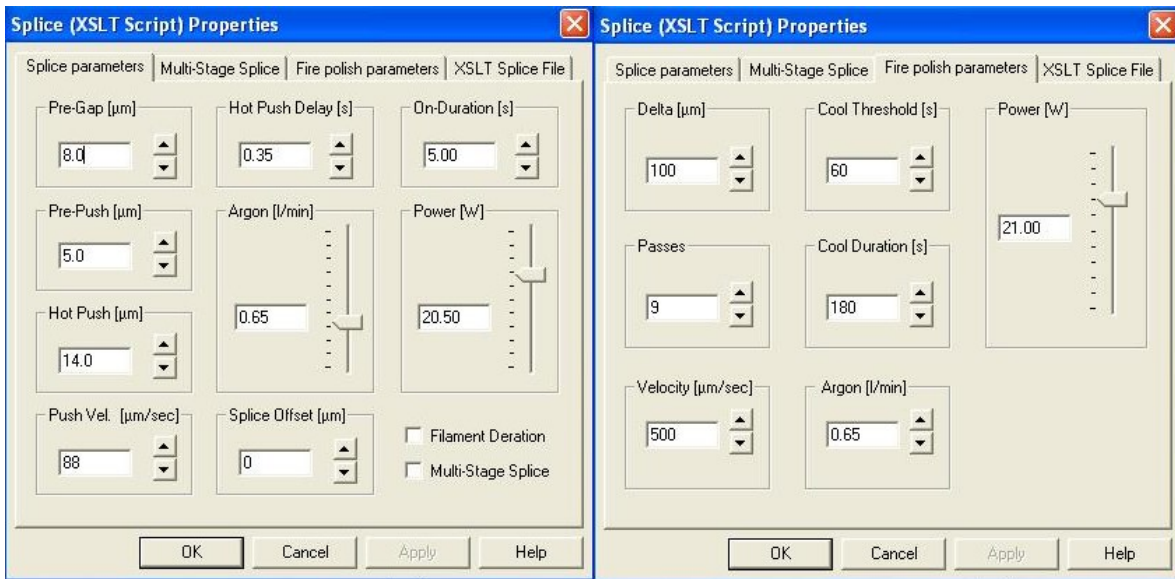 Splice (XSLT Script) Properties
Splice parameters Multi-Stage Splice Fire polish parameters XSLT Splice File
Pre-Gap [µm] Hot Push Delay [s] On-Duration [s]
8.0 0.35 5.00
Pre-Push [µm] Argon [l/min] Power [W]
5.0
Hot Push [µm]
0.65 20.50
14.0
Push Vel. [µm/sec] Splice Offset [µm]
Filament Deration
88 0
Multi-Stage Splice
OK Cancel Apply Help
Splice (XSLT Script) Properties
Splice parameters Multi-Stage Splice Fire polish parameters XSLT Splice File
Delta [µm] Cool Threshold [s] Power [W]
100 60
21.00
Passes Cool Duration [s]
9 180
Velocity [µm/sec] Argon [l/min]
500 0.65
OK Cancel Apply Help